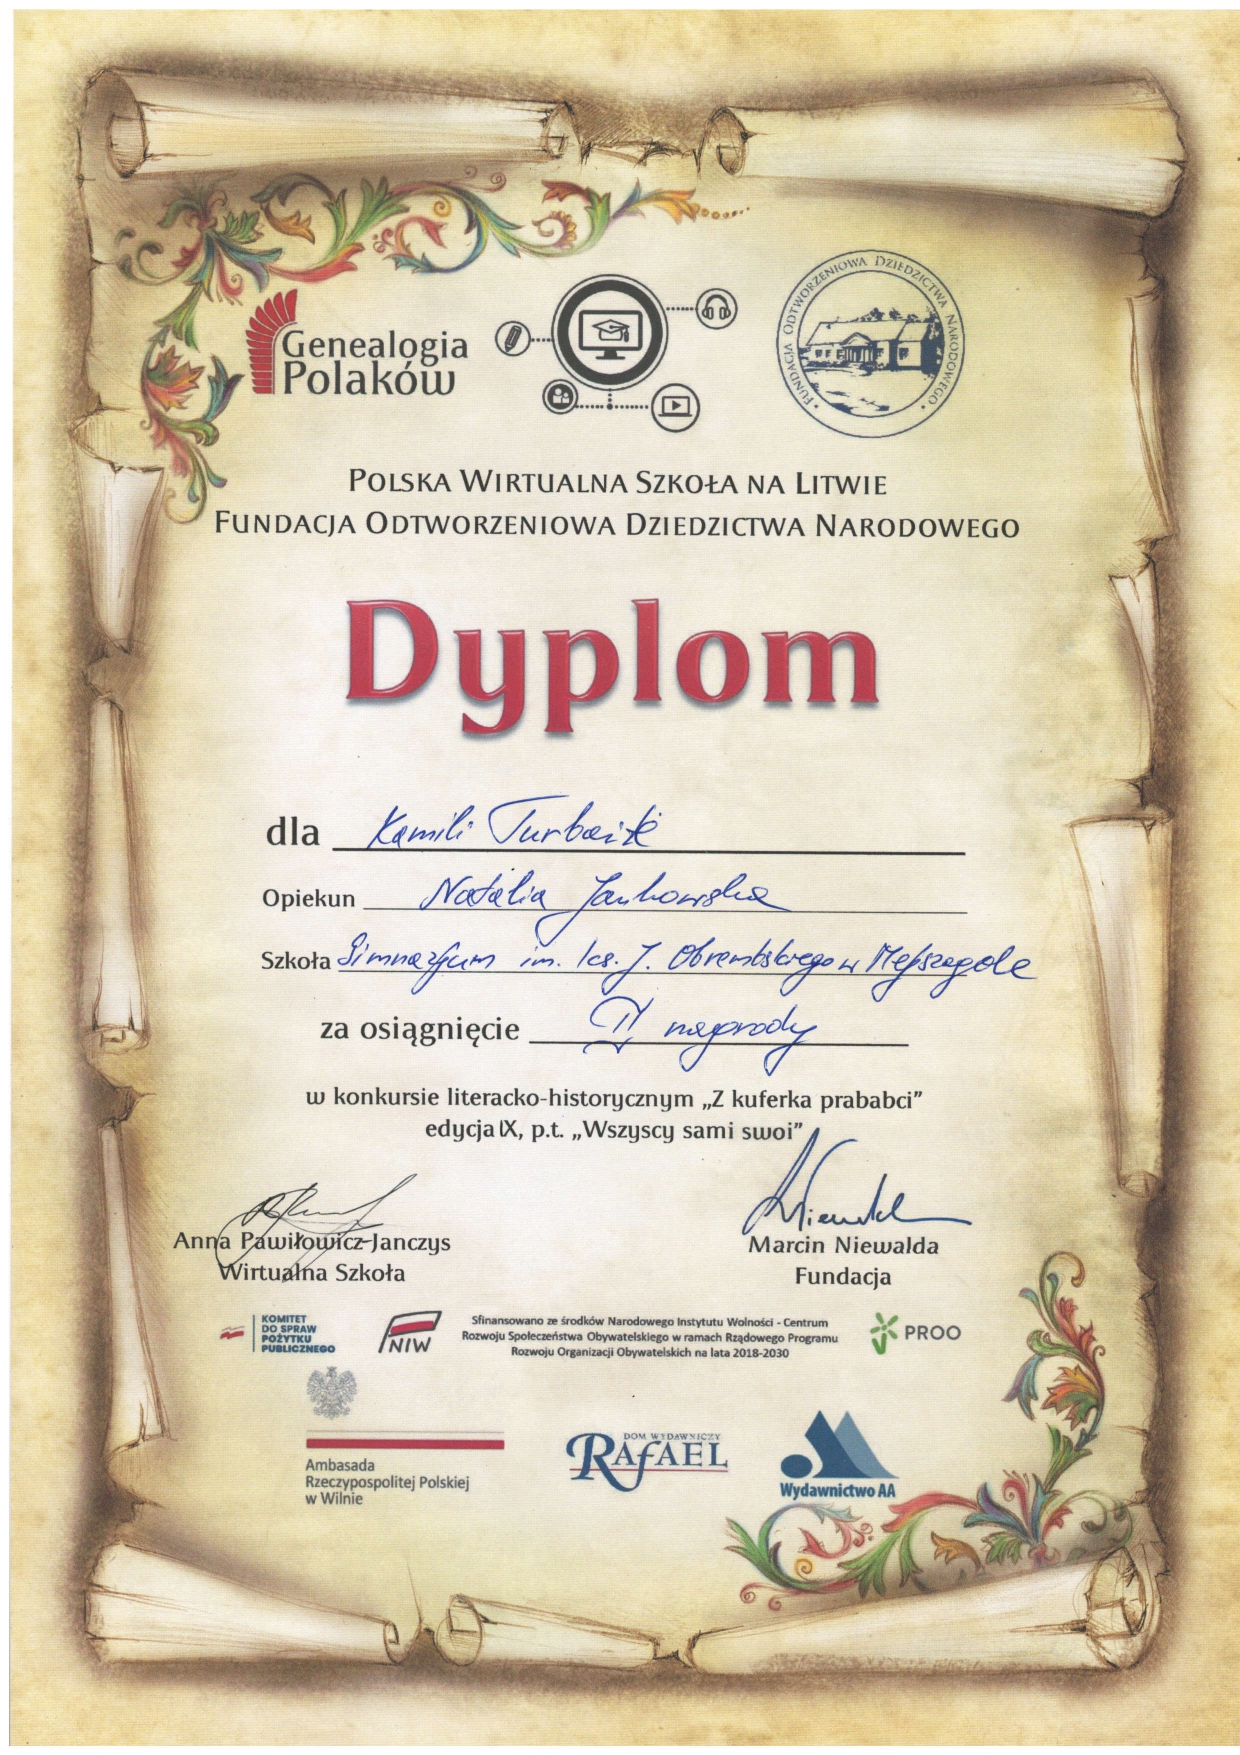 Genealogia
Polaków
• FUNDACJA ODTWORZENIOWA DZIEDZICTWA NARODOWEGO •
POLSKA WIRTUALNA SZKOŁA NA LITWIE
FUNDACJA ODTWORZENIOWA DZIEDZICTWA NARODOWEGO
Dyplom
dla Kamili Turbaitė
Opiekun Natalia Jankowska
Szkoła Gimnazjum im. ks. J. Obrembskiego w Mejszagole
za osiągnięcie II nagrody
w konkursie literacko-historycznym „Z kuferka prababci”
edycja IX, p.t. „Wszyscy sami swoi”
Anna Pawiłowicz-Janczys
Wirtualna Szkoła
Marcin Niewalda
Fundacja
KOMITET
DO SPRAW
POŻYTKU
PUBLICZNEGO
NIW
Sfinansowano ze środków Narodowego Instytutu Wolności - Centrum
Rozwoju Społeczeństwa Obywatelskiego w ramach Rządowego Programu
Rozwoju Organizacji Obywatelskich na lata 2018-2030
PROO
Ambasada
Rzeczypospolitej Polskiej
w Wilnie
DOM WYDAWNICZY
RAFAEL
Wydawnictwo AA